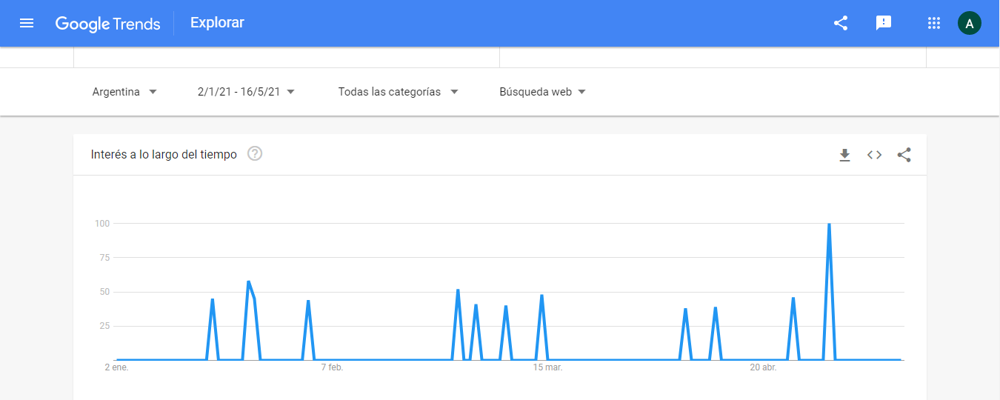 Google Trends Explorar A
Argentina 2/1/21 - 16/5/21 Todas las categorías Búsqueda web
Interés a lo largo del tiempo ?
100
75
50
25
2 ene. 7 feb. 15 mar. 20 abr.